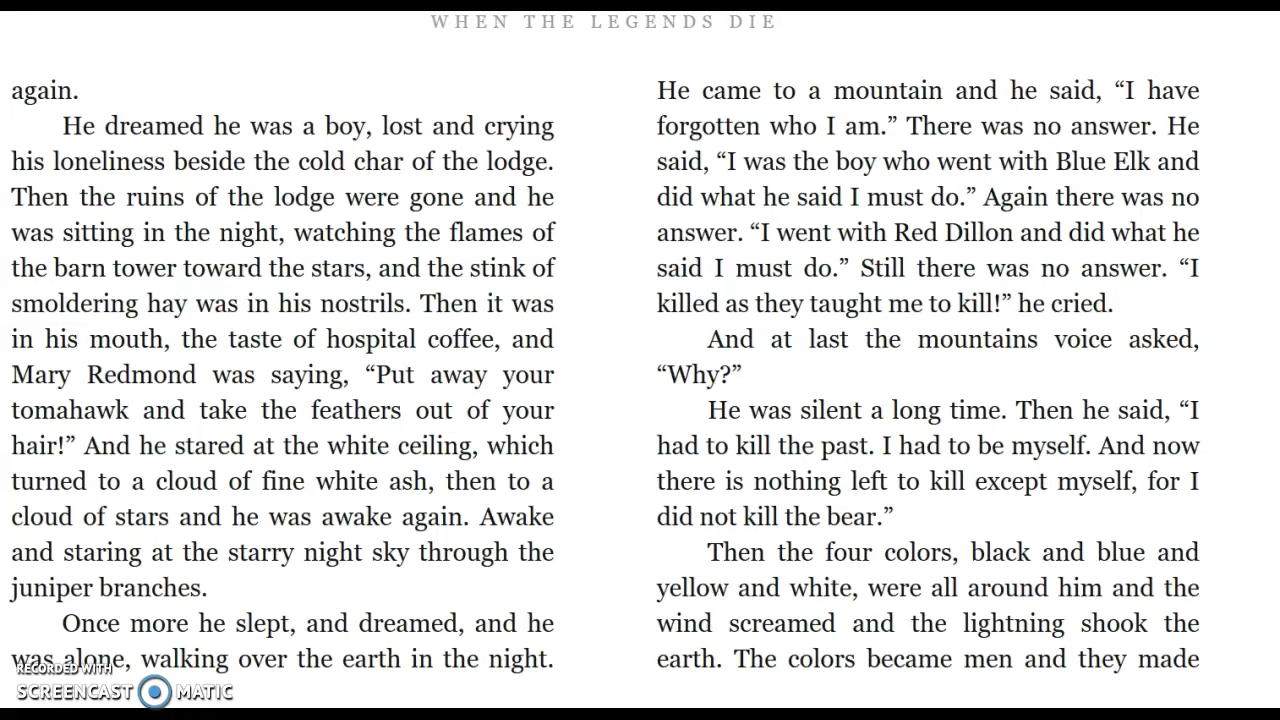 WHEN THE LEGENDS DIE
again.
He dreamed he was a boy, lost and crying
his loneliness beside the cold char of the lodge.
Then the ruins of the lodge were gone and he
was sitting in the night, watching the flames of
the barn tower toward the stars, and the stink of
smoldering hay was in his nostrils. Then it was
in his mouth, the taste of hospital coffee, and
Mary Redmond was saying, “Put away your
tomahawk and take the feathers out of your
hair!” And he stared at the white ceiling, which
turned to a cloud of fine white ash, then to a
cloud of stars and he was awake again. Awake
and staring at the starry night sky through the
juniper branches.
Once more he slept, and dreamed, and he
was alone, walking over the earth in the night.
He came to a mountain and he said, “I have
forgotten who I am.” There was no answer. He
said, “I was the boy who went with Blue Elk and
did what he said I must do.” Again there was no
answer. “I went with Red Dillon and did what he
said I must do.” Still there was no answer. “I
killed as they taught me to kill!” he cried.
And at last the mountains voice asked,
“Why?”
He was silent a long time. Then he said, “I
had to kill the past. I had to be myself. And now
there is nothing left to kill except myself, for I
did not kill the bear.”
Then the four colors, black and blue and
yellow and white, were all around him and the
wind screamed and the lightning shook the
earth. The colors became men and they made
RECORDED WITH
SCREENCAST MATIC